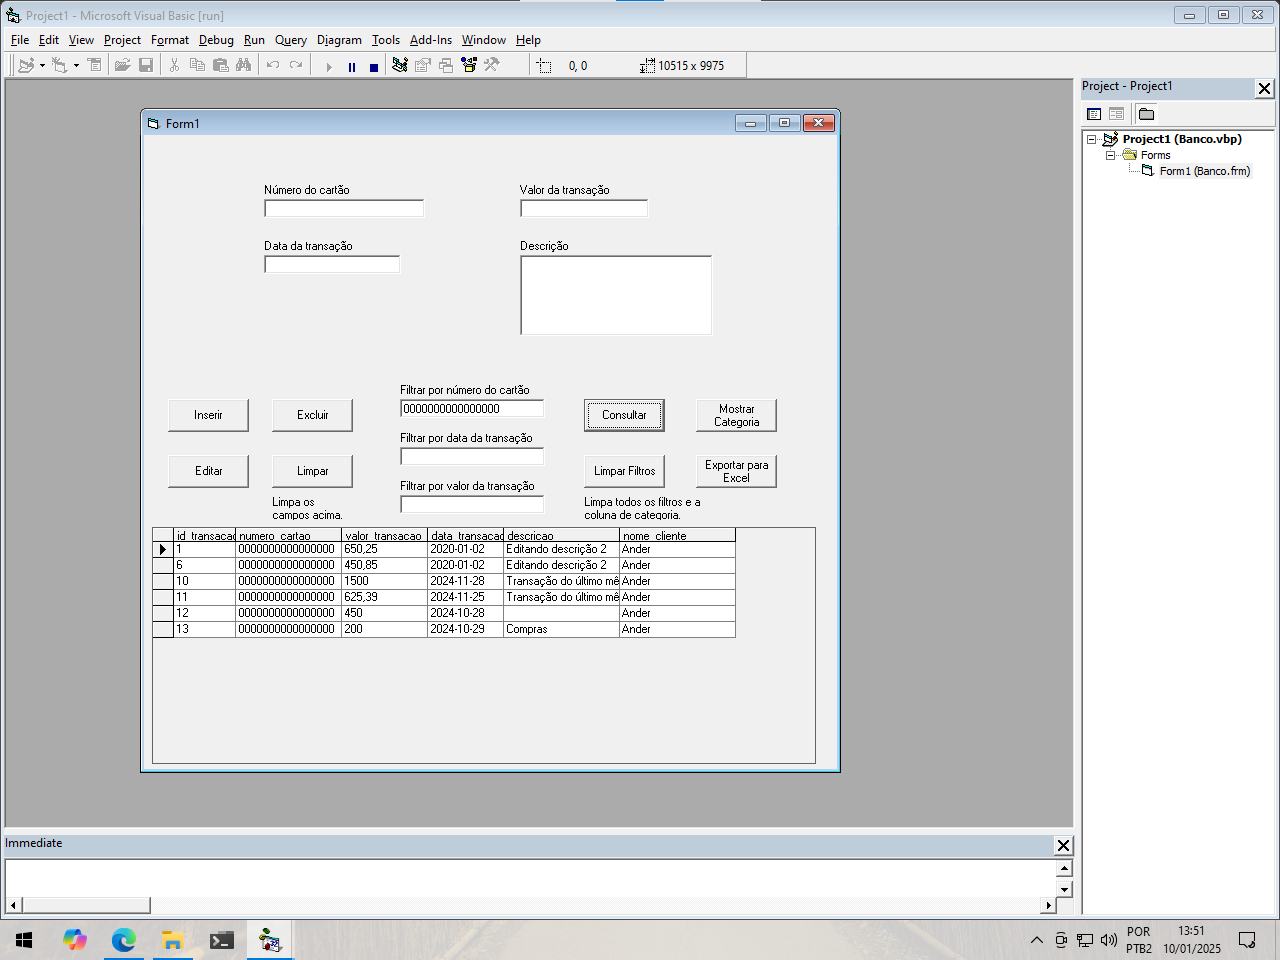 Project1 - Microsoft Visual Basic [run]
File Edit View Project Format Debug Run Query Diagram Tools Add-Ins Window Help
0, 0
10515 x 9975
Project - Project1
Project1 (Banco.vbp)
Forms
Form1 (Banco.frm)
Form1
Número do cartão
Valor da transação
Data da transação
Descrição
Filtrar por número do cartão
0000000000000000
Inserir
Excluir
Consultar
Mostrar
Categoria
Filtrar por data da transação
Editar
Limpar
Limpar Filtros
Exportar para
Excel
Filtrar por valor da transação
Limpa os
campos acima.
Limpa todos os filtros e a
coluna de categoria.
id_transacao numero_cartao valor_transacao data_transacao descricao nome_cliente
1 0000000000000000 650,25 2020-01-02 Editando descrição 2 Ander
6 0000000000000000 450,85 2020-01-02 Editando descrição 2 Ander
10 0000000000000000 1500 2024-11-28 Transação do último mê Ander
11 0000000000000000 625,39 2024-11-25 Transação do último mê Ander
12 0000000000000000 450 2024-10-28 Ander
13 0000000000000000 200 2024-10-29 Compras Ander
Immediate
POR
PTB2
13:51
10/01/2025